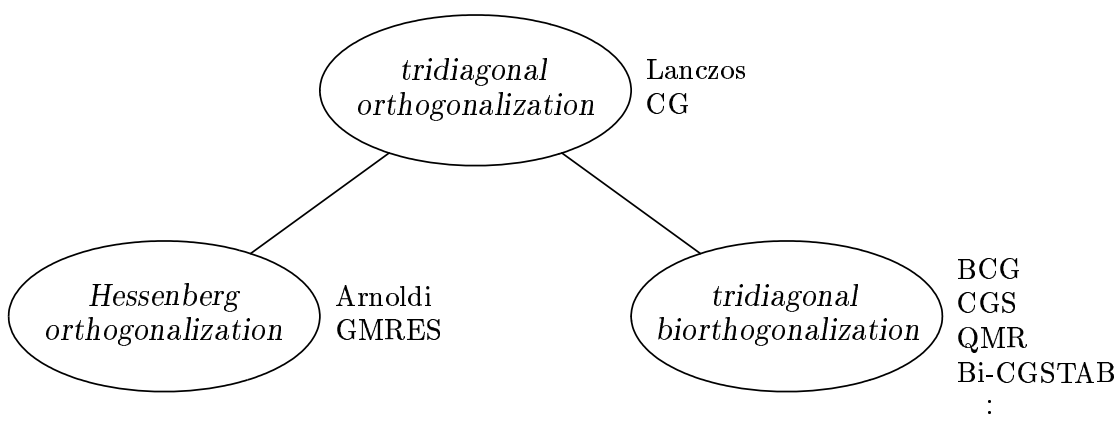 tridiagonal
orthogonalization
Lanczos
CG
Hessenberg
orthogonalization
Arnoldi
GMRES
tridiagonal
biorthogonalization
BCG
CGS
QMR
Bi-CGSTAB
: